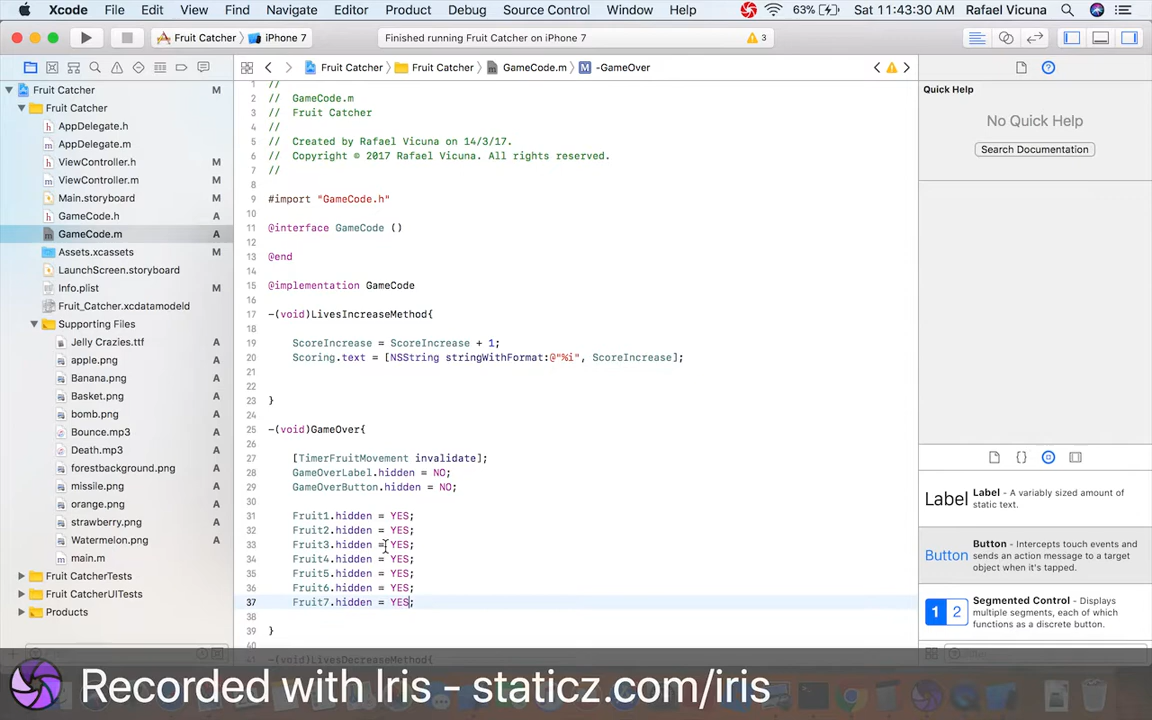 Xcode File Edit View Find Navigate Editor Product Debug Source Control Window Help 63% Sat 11:43:30 AM Rafael Vicuna
Fruit Catcher iPhone 7 Finished running Fruit Catcher on iPhone 7 3
Fruit Catcher Fruit Catcher GameCode.m M -GameOver
Fruit Catcher M
Fruit Catcher
AppDelegate.h
AppDelegate.m
ViewController.h M
ViewController.m M
Main.storyboard M
GameCode.h A
GameCode.m A
Assets.xcassets M
LaunchScreen.storyboard
Info.plist M
Fruit_Catcher.xcdatamodeld
Supporting Files
Jelly Crazies.ttf A
apple.png A
Banana.png A
Basket.png A
bomb.png A
Bounce.mp3 A
Death.mp3 A
forestbackground.png A
missile.png A
orange.png A
strawberry.png A
Watermelon.png A
main.m
Fruit CatcherTests
Fruit CatcherUITests
Products
1 //
2 // GameCode.m
3 // Fruit Catcher
4 //
5 // Created by Rafael Vicuna on 14/3/17.
6 // Copyright © 2017 Rafael Vicuna. All rights reserved.
7 //
8
9 #import "GameCode.h"
10
11 @interface GameCode ()
12
13 @end
14
15 @implementation GameCode
16
17 -(void)LivesIncreaseMethod{
18
19 ScoreIncrease = ScoreIncrease + 1;
20 Scoring.text = [NSString stringWithFormat:@"%i", ScoreIncrease];
21
22
23 }
24
25 -(void)GameOver{
26
27 [TimerFruitMovement invalidate];
28 GameOverLabel.hidden = NO;
29 GameOverButton.hidden = NO;
30
31 Fruit1.hidden = YES;
32 Fruit2.hidden = YES;
33 Fruit3.hidden = YES;
34 Fruit4.hidden = YES;
35 Fruit5.hidden = YES;
36 Fruit6.hidden = YES;
37 Fruit7.hidden = YES;
38
39 }
40
41 -(void)LivesDecreaseMethod{
Quick Help
No Quick Help
Search Documentation
Label
Label - A variably sized amount of
static text.
Button
Button - Intercepts touch events and
sends an action message to a target
object when it's tapped.
1 2
Segmented Control - Displays
multiple segments, each of which
functions as a discrete button.
Recorded with Iris - staticz.com/iris